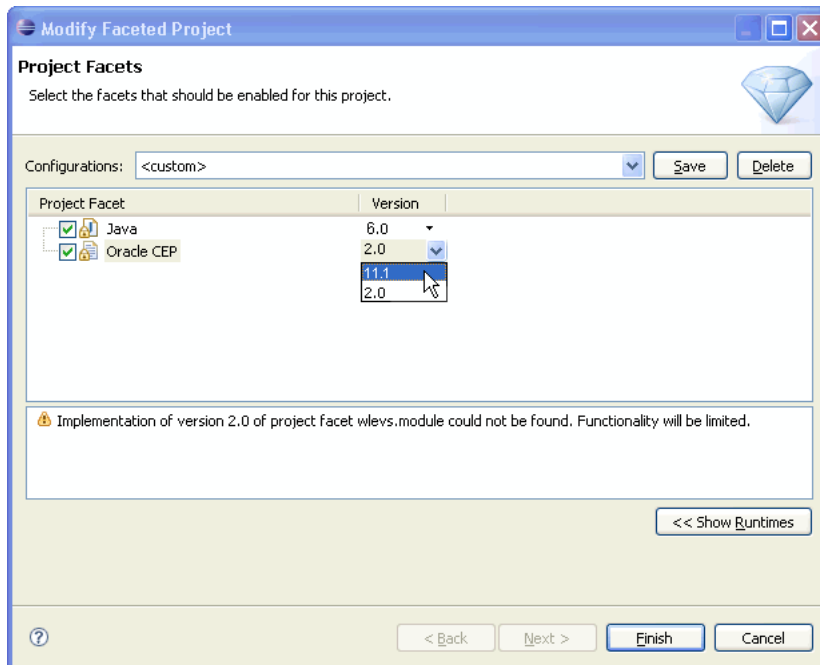 Modify Faceted Project
Project Facets
Select the facets that should be enabled for this project.
Configurations: <custom> Save Delete
Project Facet Version
Java 6.0
Oracle CEP 2.0
11.1
2.0
Implementation of version 2.0 of project facet wlevs.module could not be found. Functionality will be limited.
<< Show Runtimes
? < Back Next > Finish Cancel